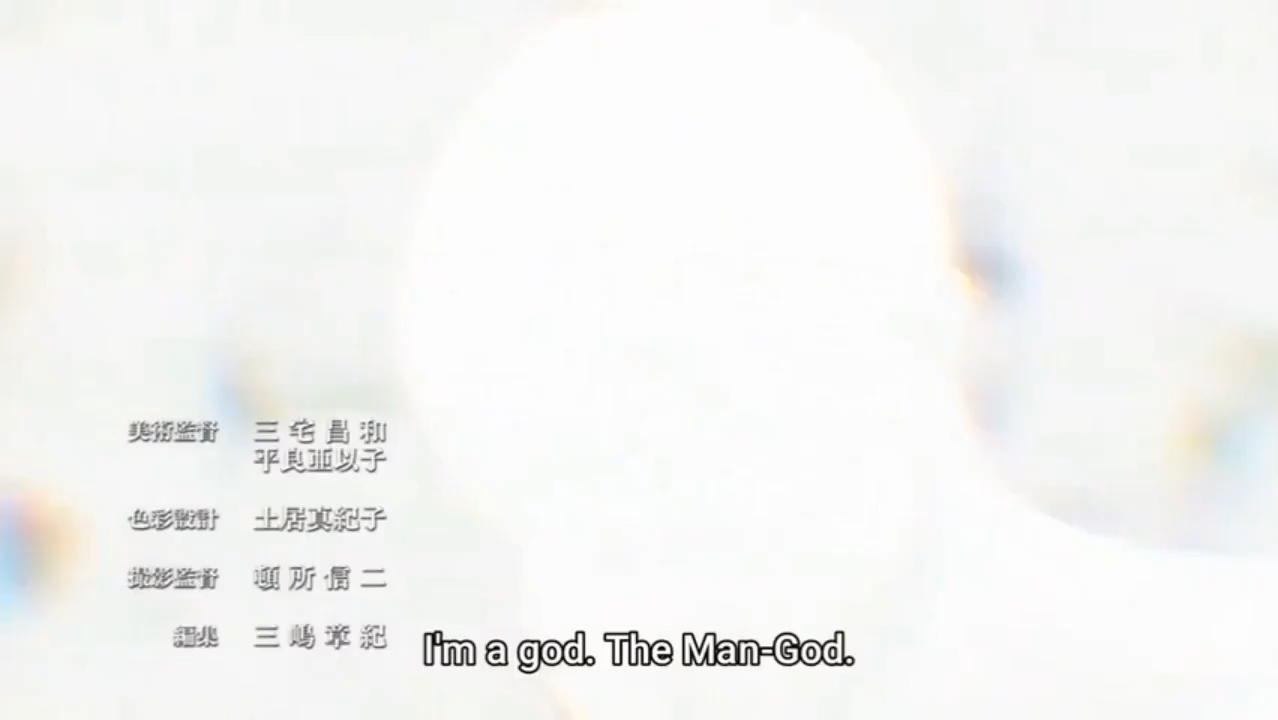 美術監督 三宅昌和
平良亜以子
色彩設計 土居真紀子
撮影監督 頓所信二
編集 三嶋章紀
I'm a god. The Man-God.